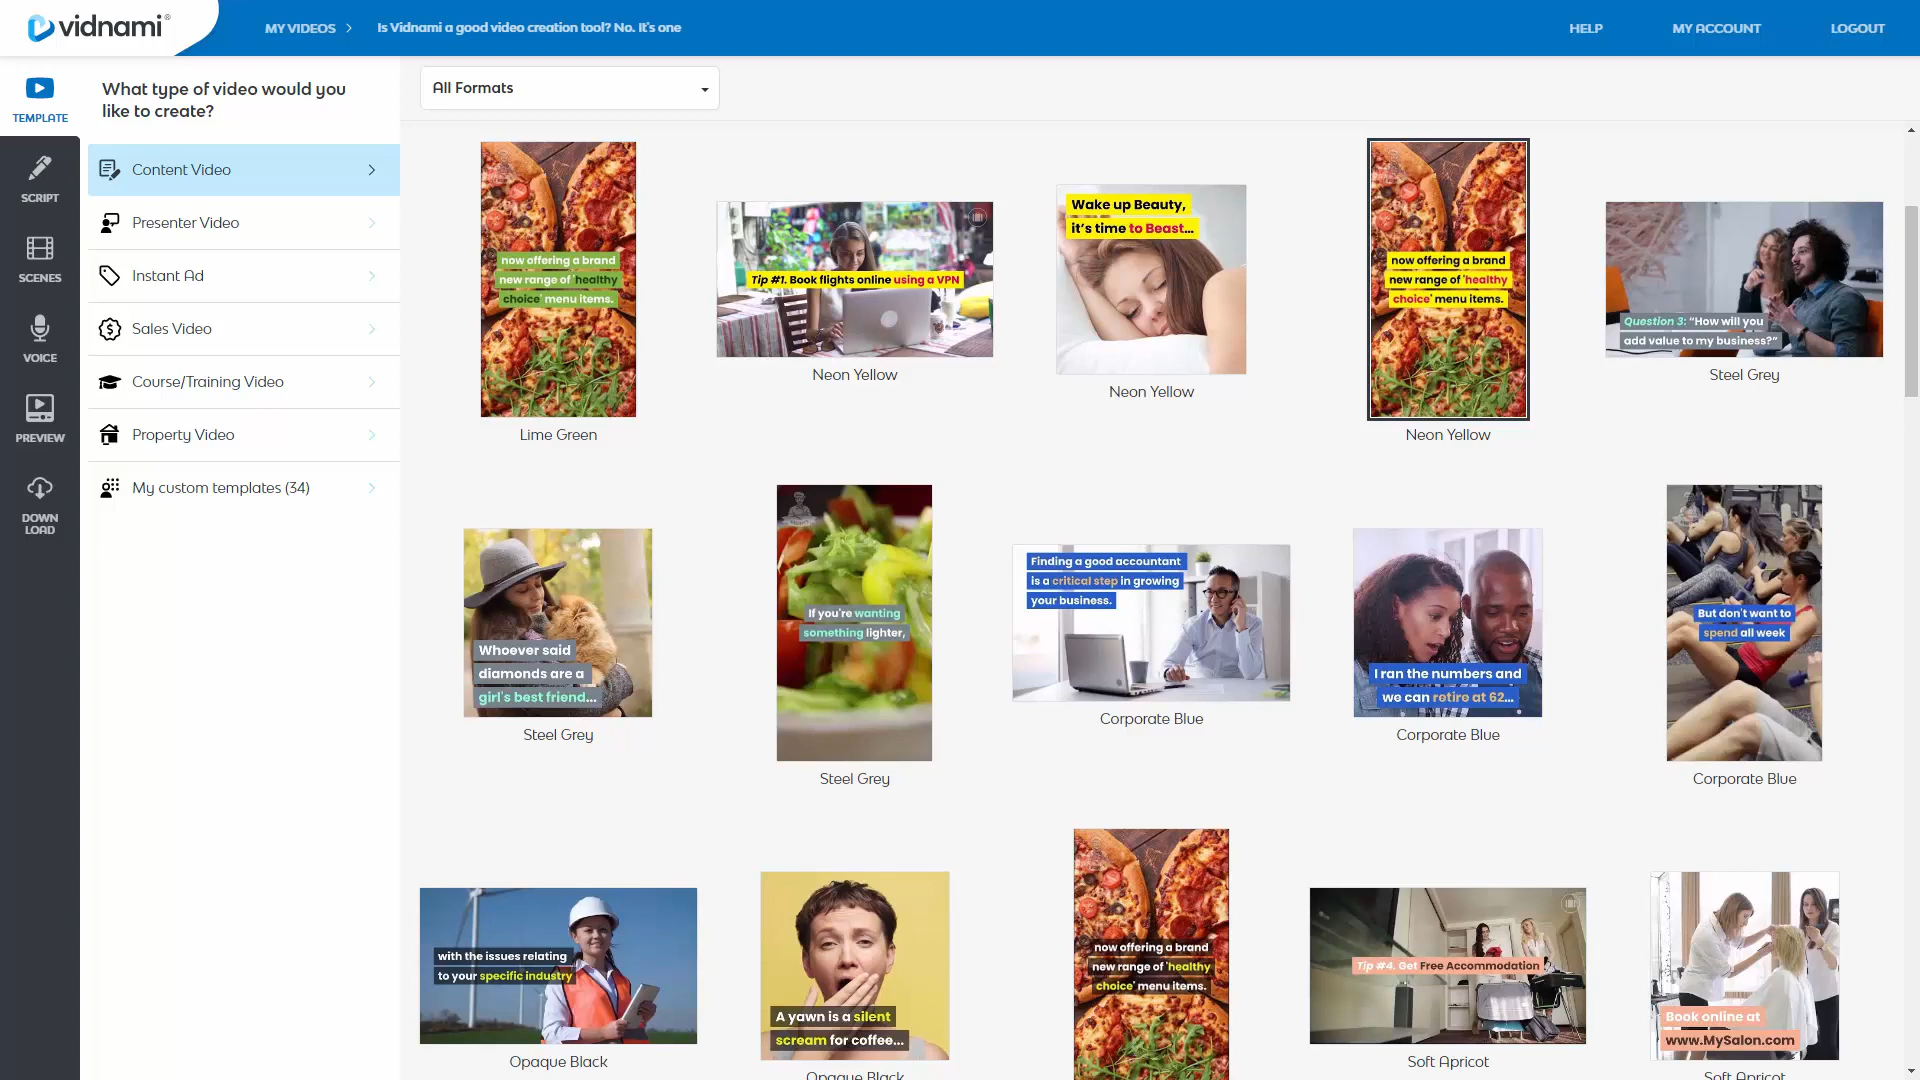 vidnami®
MY VIDEOS
Is Vidnami a good video creation tool? No. It's one
HELP
MY ACCOUNT
LOGOUT
TEMPLATE
SCRIPT
SCENES
VOICE
PREVIEW
DOWN
LOAD
What type of video would you
like to create?
Content Video
Presenter Video
Instant Ad
Sales Video
Course/Training Video
Property Video
My custom templates (34)
All Formats
now offering a brand
new range of 'healthy
choice' menu items.
Lime Green
Tip #1. Book flights online using a VPN
Neon Yellow
Wake up Beauty,
it's time to Beast...
Neon Yellow
now offering a brand
new range of 'healthy
choice' menu items.
Neon Yellow
Question 3: "How will you
add value to my business?"
Steel Grey
Whoever said
diamonds are a
girl's best friend...
Steel Grey
If you're wanting
something lighter,
Steel Grey
Finding a good accountant
is a critical step in growing
your business.
Corporate Blue
I ran the numbers and
we can retire at 62...
Corporate Blue
But don't want to
spend all week
Corporate Blue
with the issues relating
to your specific industry
Opaque Black
A yawn is a silent
scream for coffee...
Opaque Black
now offering a brand
new range of 'healthy
choice' menu items.
Tip #4. Get Free Accommodation
Soft Apricot
Book online at
www.MySalon.com
Soft Apricot